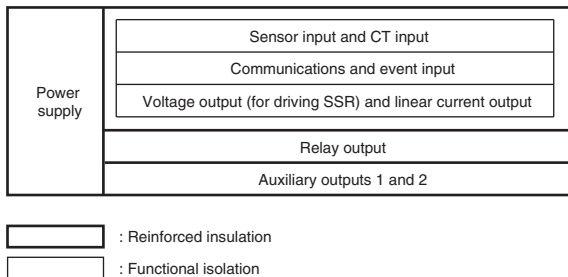 Power
supply
Sensor input and CT input
Communications and event input
Voltage output (for driving SSR) and linear current output
Relay output
Auxiliary outputs 1 and 2
: Reinforced insulation
: Functional isolation